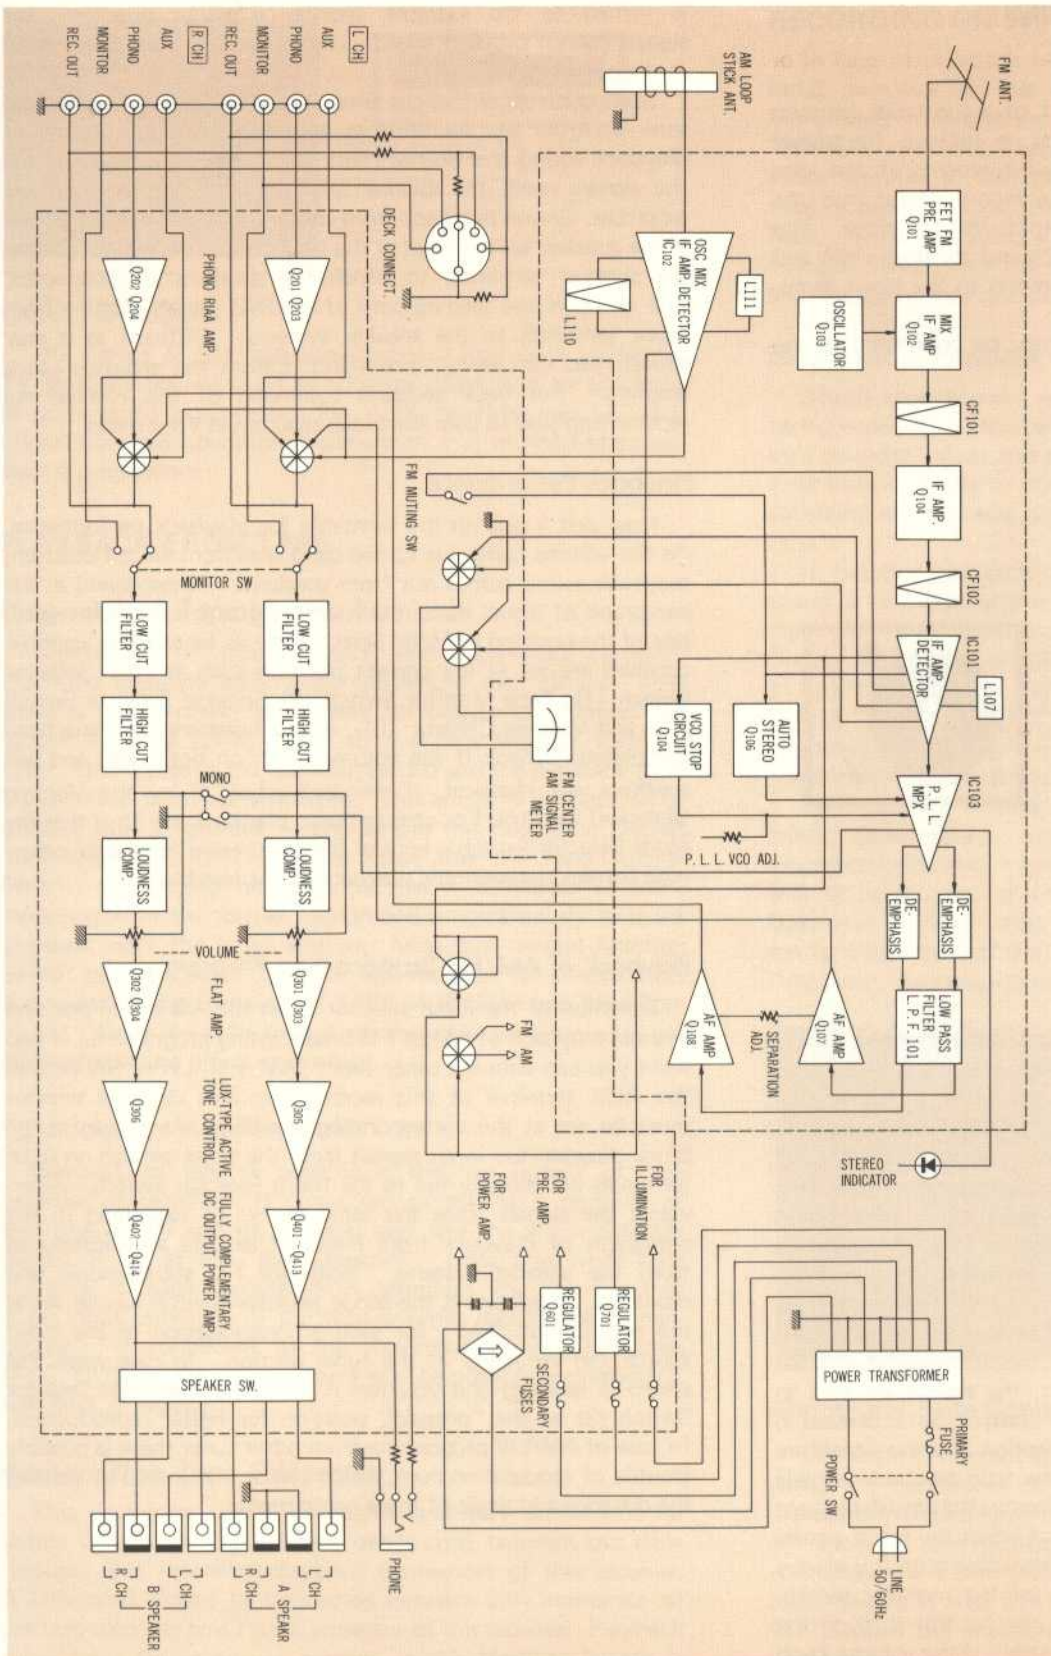 FM ANT.
AM LOOP
STICK ANT.
L CH
AUX
PHONO
MONITOR
REC. OUT
R CH
AUX
PHONO
MONITOR
REC. OUT
FET FM
PRE AMP
Q101
MIX
IF AMP
Q102
OSCILLATOR
Q103
CF101
IF AMP.
Q104
CF102
IC101
IF AMP.
DETECTOR
L107
IC103
P. L. L.
MPX
DE-
EMPHASIS
DE-
EMPHASIS
LOW PASS
FILTER
L. P. F. 101
AF AMP
Q107
SEPARATION
ADJ.
AF AMP
Q108
STEREO
INDICATOR
AUTO
STEREO
Q106
VCO STOP
CIRCUIT
Q104
P. L. L. VCO ADJ.
OSC MIX
IF AMP. DETECTOR
IC102
L111
L110
DECK CONNECT.
FM MUTING SW
FM CENTER
AM SIGNAL
METER
FM
AM
Q201 Q203
PHONO RIAA AMP.
Q202 Q204
MONITOR SW
LOW CUT
FILTER
LOW CUT
FILTER
HIGH CUT
FILTER
HIGH CUT
FILTER
MONO
LOUDNESS
COMP.
LOUDNESS
COMP.
VOLUME
Q301 Q303
FLAT AMP.
Q302 Q304
Q305
LUX-TYPE ACTIVE
TONE CONTROL
Q306
Q401～Q413
FULLY COMPLEMENTARY
DC OUTPUT POWER AMP.
Q402～Q414
SPEAKER SW.
FOR
ILLUMINATION
FOR
PRE AMP.
FOR
POWER AMP.
REGULATOR
Q701
REGULATOR
Q601
SECONDARY
FUSES
POWER TRANSFORMER
PRIMARY
FUSE
POWER SW
LINE
50/60Hz
PHONE
L CH
R CH
A SPEAKR
L CH
R CH
B SPEAKER